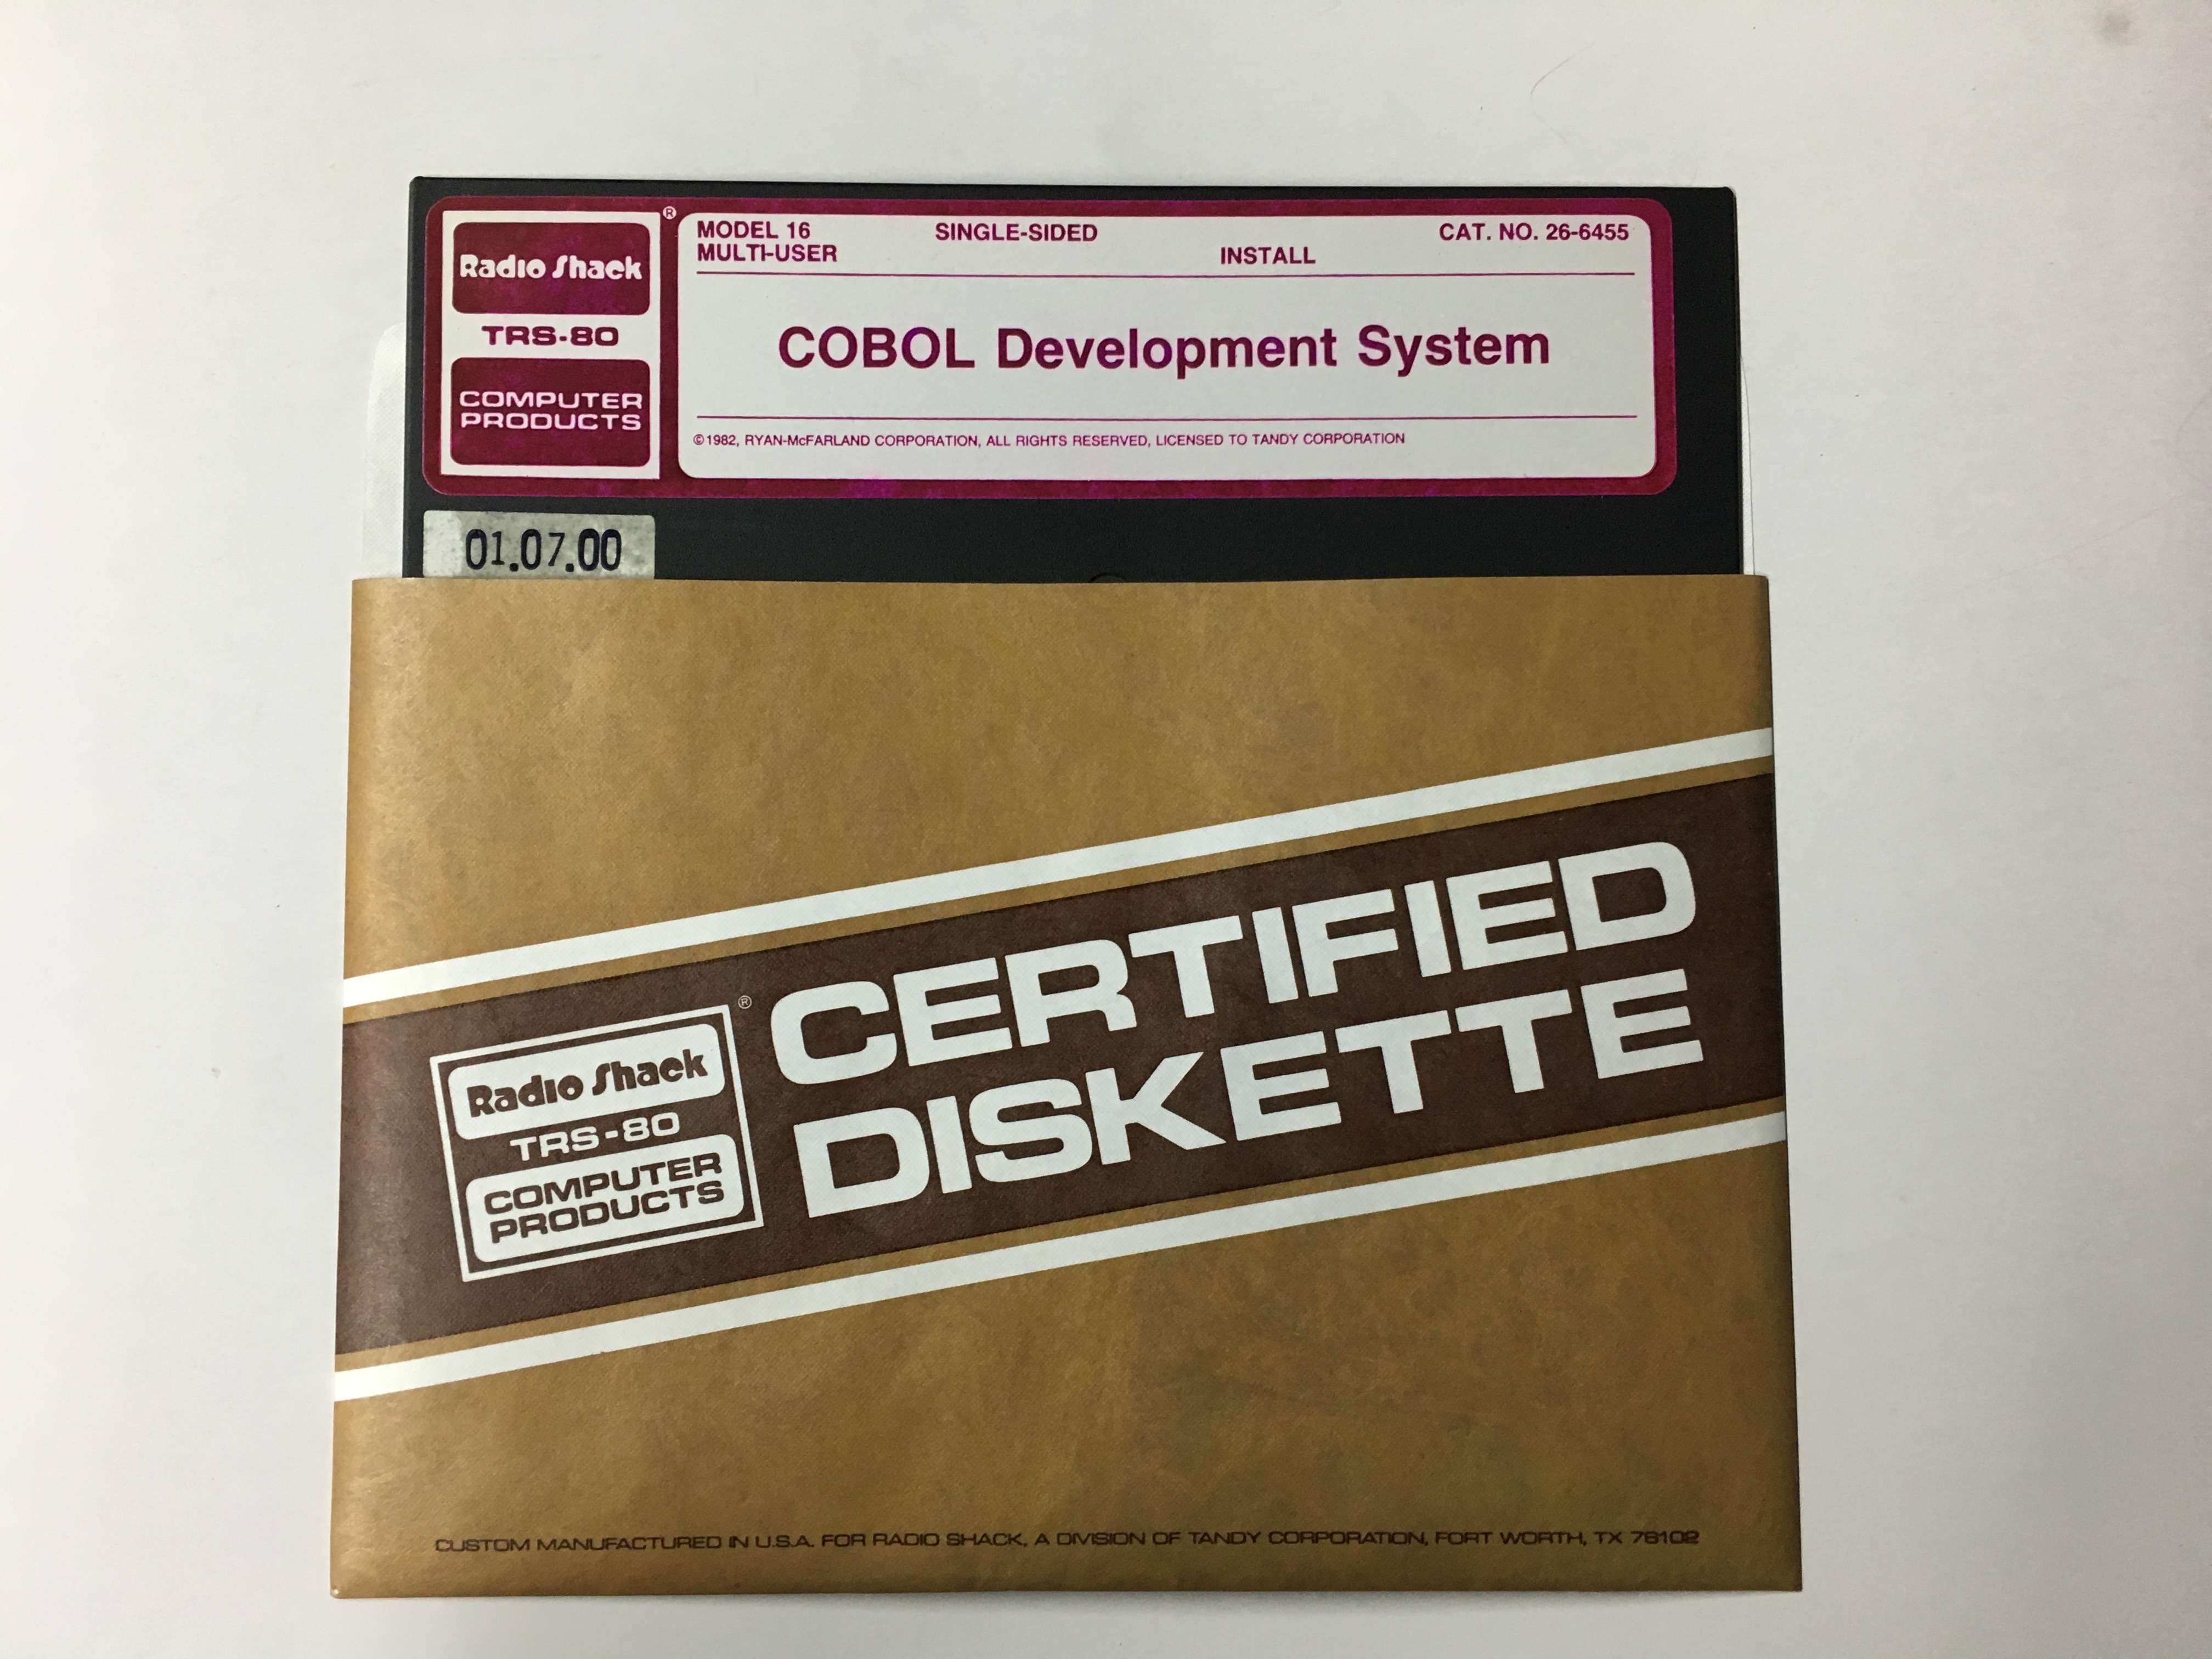 Radio Shack
TRS-80
COMPUTER
PRODUCTS
®
MODEL 16 SINGLE-SIDED CAT. NO. 26-6455
MULTI-USER INSTALL
COBOL Development System
©1982, RYAN-McFARLAND CORPORATION, ALL RIGHTS RESERVED, LICENSED TO TANDY CORPORATION
01.07.00
Radio Shack
TRS-80
COMPUTER
PRODUCTS
®
CERTIFIED
DISKETTE
CUSTOM MANUFACTURED IN U.S.A. FOR RADIO SHACK, A DIVISION OF TANDY CORPORATION, FORT WORTH, TX 76102